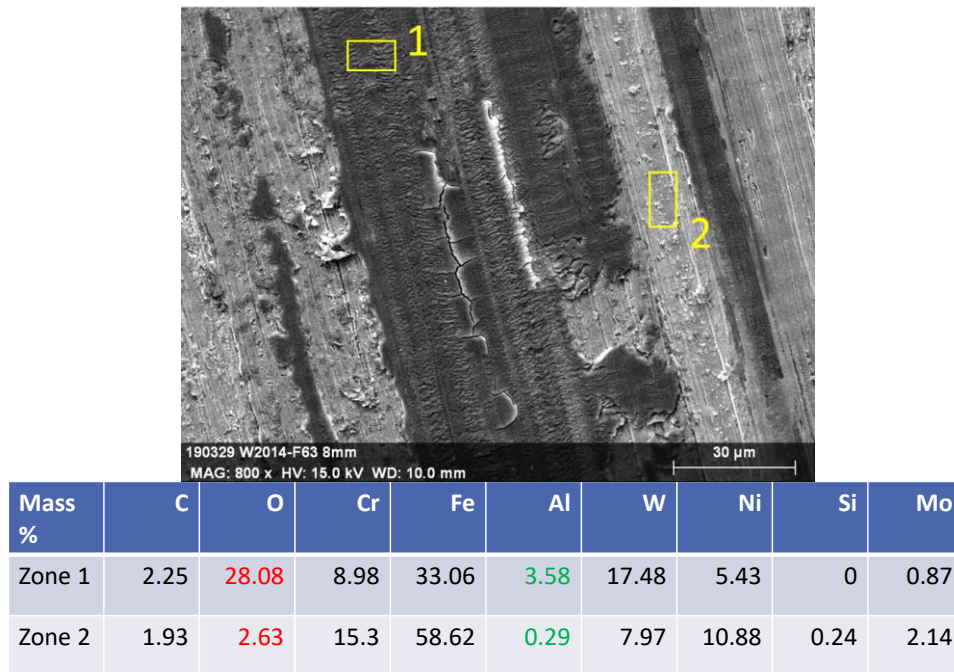 1
2
190329 W2014-F63 8mm
MAG: 800 x HV: 15.0 kV WD: 10.0 mm
30 µm
Mass % C O Cr Fe Al W Ni Si Mo
Zone 1 2.25 28.08 8.98 33.06 3.58 17.48 5.43 0 0.87
Zone 2 1.93 2.63 15.3 58.62 0.29 7.97 10.88 0.24 2.14